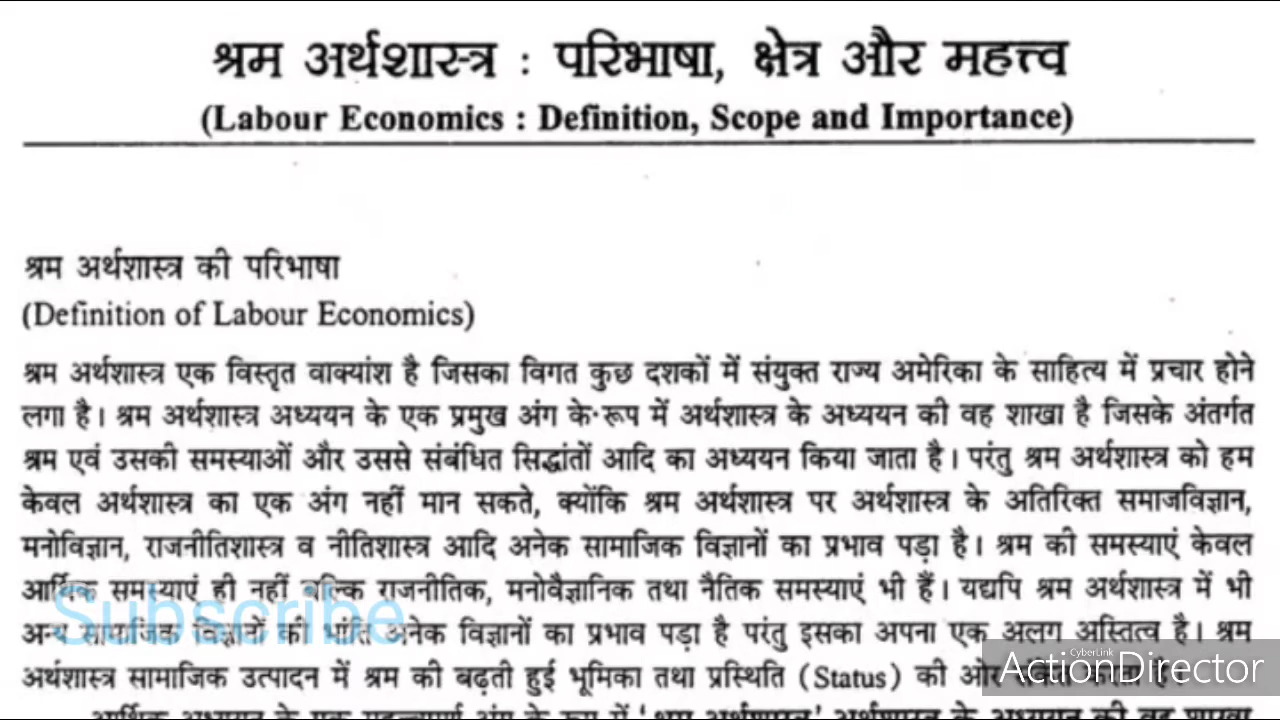 श्रम अर्थशास्त्र : परिभाषा, क्षेत्र और महत्त्व
(Labour Economics : Definition, Scope and Importance)
श्रम अर्थशास्त्र की परिभाषा
(Definition of Labour Economics)
श्रम अर्थशास्त्र एक विस्तृत वाक्यांश है जिसका विगत कुछ दशकों में संयुक्त राज्य अमेरिका के साहित्य में प्रचार होने
लगा है। श्रम अर्थशास्त्र अध्ययन के एक प्रमुख अंग के रूप में अर्थशास्त्र के अध्ययन की वह शाखा है जिसके अंतर्गत
श्रम एवं उसकी समस्याओं और उससे संबंधित सिद्धांतों आदि का अध्ययन किया जाता है। परंतु श्रम अर्थशास्त्र को हम
केवल अर्थशास्त्र का एक अंग नहीं मान सकते, क्योंकि श्रम अर्थशास्त्र पर अर्थशास्त्र के अतिरिक्त समाजविज्ञान,
मनोविज्ञान, राजनीतिशास्त्र व नीतिशास्त्र आदि अनेक सामाजिक विज्ञानों का प्रभाव पड़ा है। श्रम की समस्याएं केवल
आर्थिक समस्याएं ही नहीं बल्कि राजनीतिक, मनोवैज्ञानिक तथा नैतिक समस्याएं भी हैं। यद्यपि श्रम अर्थशास्त्र में भी
Subscribe
अन्य सामाजिक विज्ञानों की भांति अनेक विज्ञानों का प्रभाव पड़ा है परंतु इसका अपना एक अलग अस्तित्व है। श्रम
अर्थशास्त्र सामाजिक उत्पादन में श्रम की बढ़ती हुई भूमिका तथा प्रस्थिति (Status) की ओर
CyberLink
ActionDirector